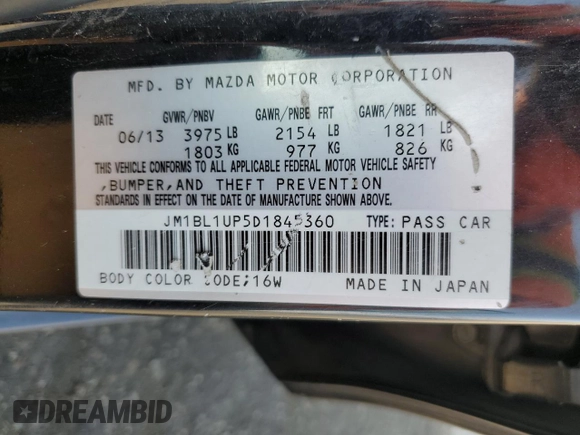 MFD. BY MAZDA MOTOR CORPORATION
DATE GVWR/PNBV GAWR/PNBE FRT GAWR/PNBE RR
06/13 3975 LB 2154 LB 1821 LB
1803 KG 977 KG 826 KG
THIS VEHICLE CONFORMS TO ALL APPLICABLE FEDERAL MOTOR VEHICLE SAFETY
,BUMPER,AND THEFT PREVENTION
STANDARDS IN EFFECT ON THE DATE OF MANUFACTURE SHOWN ABOVE.
JM1BL1UP5D1845360 TYPE: PASS CAR
BODY COLOR CODE;16W MADE IN JAPAN
DREAMBID